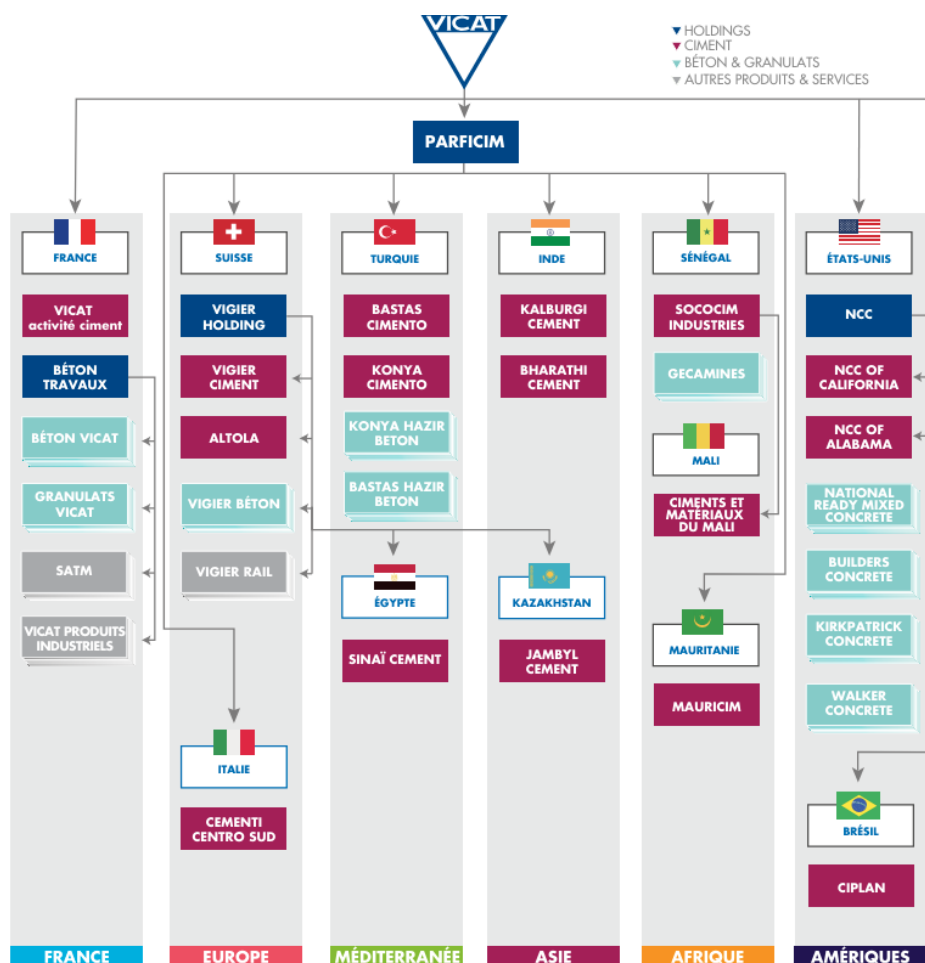 VICAT
HOLDINGS
CIMENT
BÉTON & GRANULATS
AUTRES PRODUITS & SERVICES
PARFICIM
FRANCE
VICAT
activité ciment
BÉTON
TRAVAUX
BÉTON VICAT
GRANULATS
VICAT
SATM
VICAT PRODUITS
INDUSTRIELS
FRANCE
SUISSE
VIGIER
HOLDING
VIGIER
CIMENT
ALTOLA
VIGIER BÉTON
VIGIER RAIL
ITALIE
CEMENTI
CENTRO SUD
EUROPE
TURQUIE
BASTAS
CIMENTO
KONYA
CIMENTO
KONYA HAZIR
BETON
BASTAS HAZIR
BETON
ÉGYPTE
SINAÏ CEMENT
MÉDITERRANÉE
INDE
KALBURGI
CEMENT
BHARATHI
CEMENT
KAZAKHSTAN
JAMBYL
CEMENT
ASIE
SÉNÉGAL
SOCOCIM
INDUSTRIES
GECAMINES
MALI
CIMENTS ET
MATÉRIAUX
DU MALI
MAURITANIE
MAURICIM
AFRIQUE
ÉTATS-UNIS
NCC
NCC OF
CALIFORNIA
NCC OF
ALABAMA
NATIONAL
READY MIXED
CONCRETE
BUILDERS
CONCRETE
KIRKPATRICK
CONCRETE
WALKER
CONCRETE
BRÉSIL
CIPLAN
AMÉRIQUES